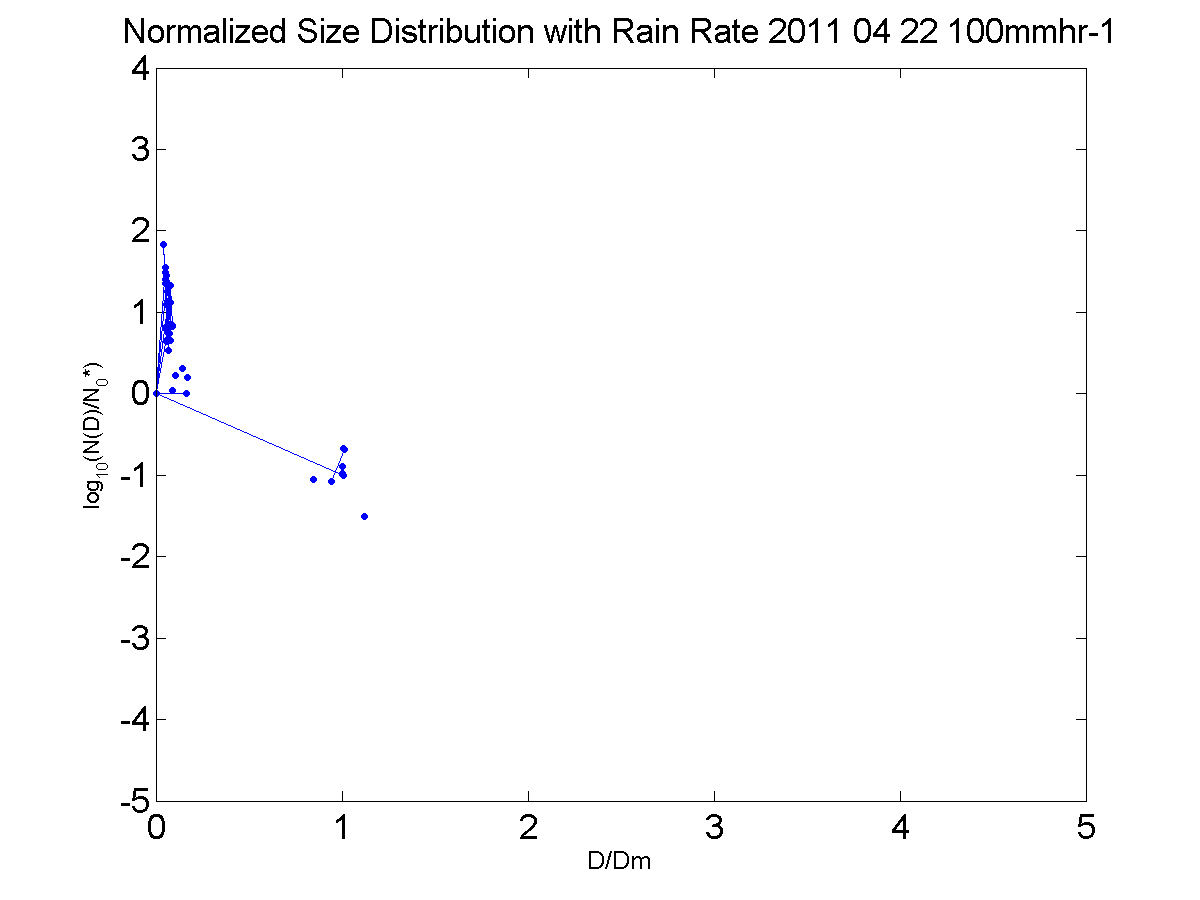 Normalized Size Distribution with Rain Rate 2011 04 22 100mmhr-1
4
3
2
1
0
-1
-2
-3
-4
-5
log10(N(D)/N0*)
0 1 2 3 4 5
D/Dm